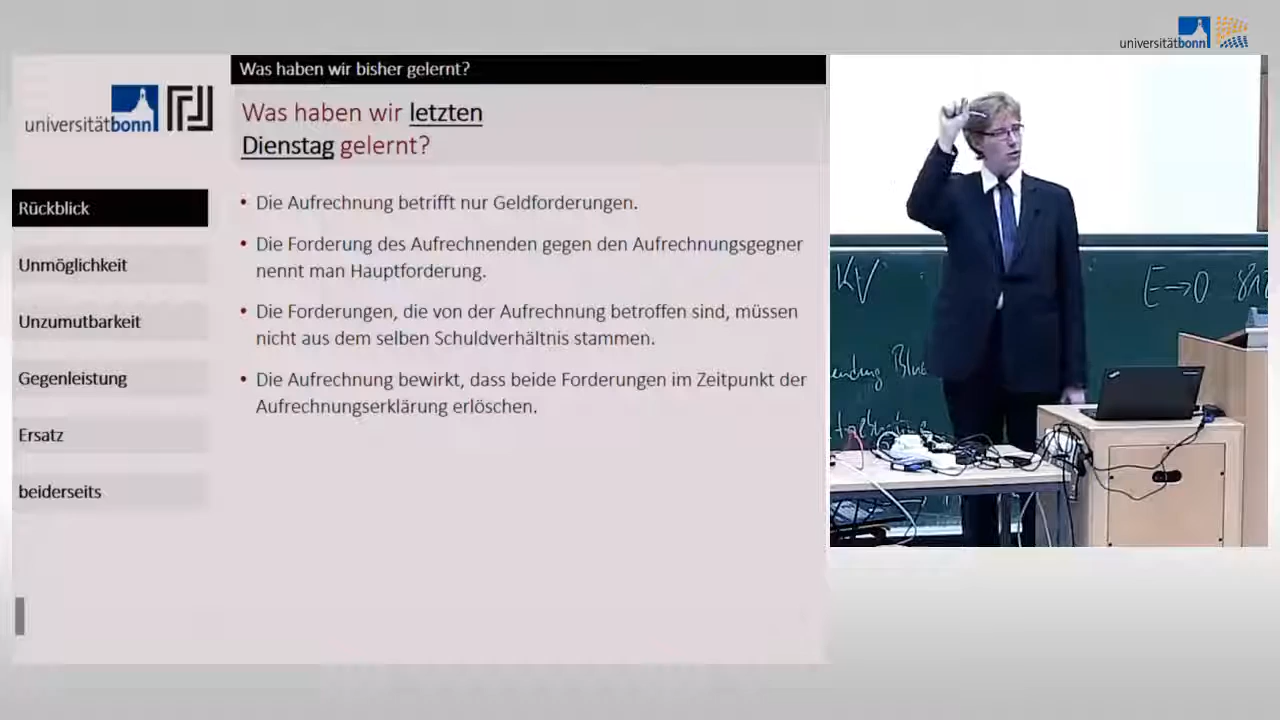 universitätbonn
Was haben wir bisher gelernt?
universitätbonn
Was haben wir letzten
Dienstag gelernt?
Rückblick
Unmöglichkeit
Unzumutbarkeit
Gegenleistung
Ersatz
beiderseits
• Die Aufrechnung betrifft nur Geldforderungen.
• Die Forderung des Aufrechnenden gegen den Aufrechnungsgegner
nennt man Hauptforderung.
• Die Forderungen, die von der Aufrechnung betroffen sind, müssen
nicht aus dem selben Schuldverhältnis stammen.
• Die Aufrechnung bewirkt, dass beide Forderungen im Zeitpunkt der
Aufrechnungserklärung erlöschen.
KV
E→0